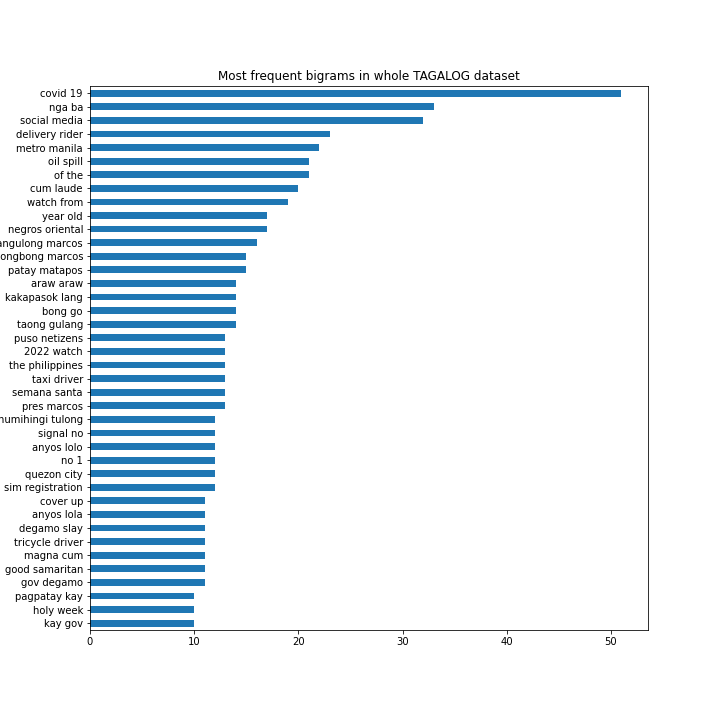 Most frequent bigrams in whole TAGALOG dataset
covid 19
nga ba
social media
delivery rider
metro manila
oil spill
of the
cum laude
watch from
year old
negros oriental
angulong marcos
ongbong marcos
patay matapos
araw araw
kakapasok lang
bong go
taong gulang
puso netizens
2022 watch
the philippines
taxi driver
semana santa
pres marcos
humihingi tulong
signal no
anyos lolo
no 1
quezon city
sim registration
cover up
anyos lola
degamo slay
tricycle driver
magna cum
good samaritan
gov degamo
pagpatay kay
holy week
kay gov
0 10 20 30 40 50